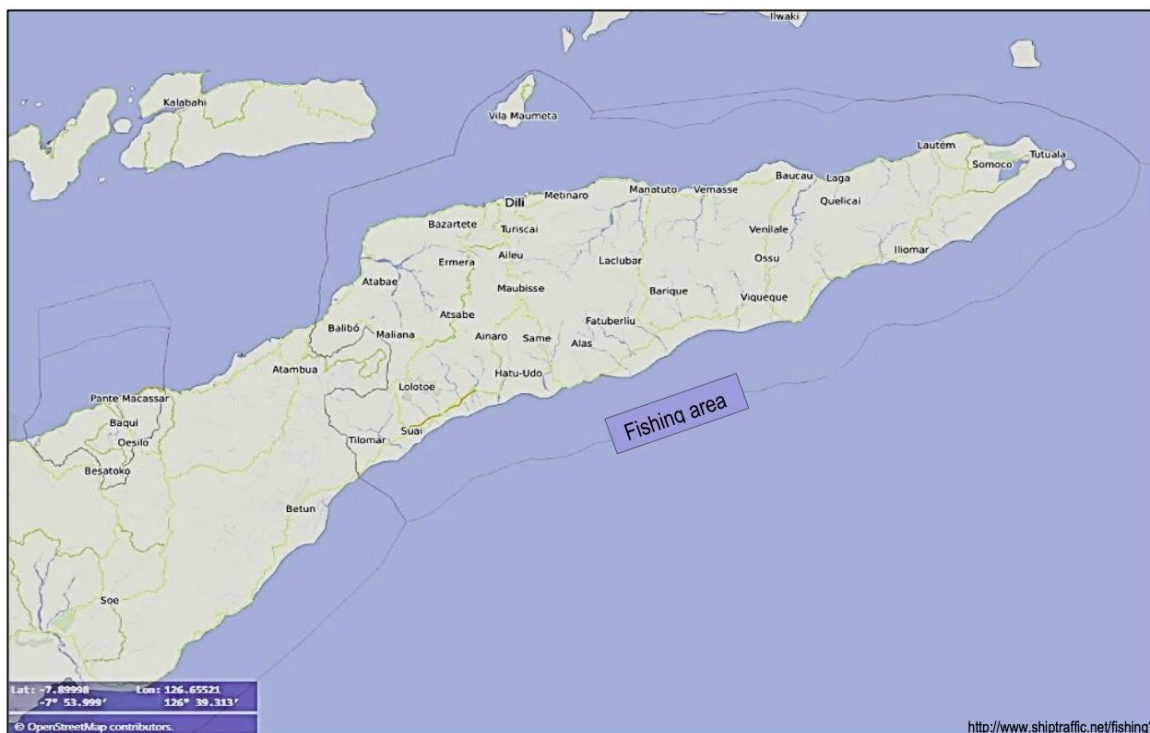 Ilwaki
Kalabahi
Vila Maumeta
Lautém
Tutuala
Somoco
Baucau
Laga
Manatuto
Vemasse
Metinaro
Quelicai
Dili
Bazartete
Turiscai
Venilale
Iliomar
Aileu
Ossu
Laclubar
Ermera
Atabae
Maubisse
Barique
Viqueque
Atsabe
Fatuberliu
Balibó
Maliana
Ainaro
Same
Alas
Atambua
Hatu-Udo
Lolotoe
Fishing area
Pante Macassar
Baqui
Suai
Tilomar
Oesilo
Besatoko
Betun
Soe
Lat: -7.89998 Lon: 126.65521
-7° 53.999' 126° 39.313'
© OpenStreetMap contributors.
http://www.shiptraffic.net/fishing?